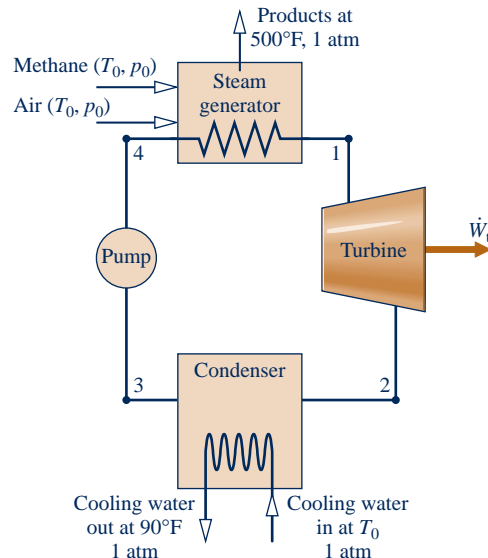 Products at
500°F, 1 atm
Methane (T₀, p₀)
Air (T₀, p₀)
Steam
generator
4
1
Pump
Turbine
Ẇₜ
3
Condenser
2
Cooling water
out at 90°F
1 atm
Cooling water
in at T₀
1 atm